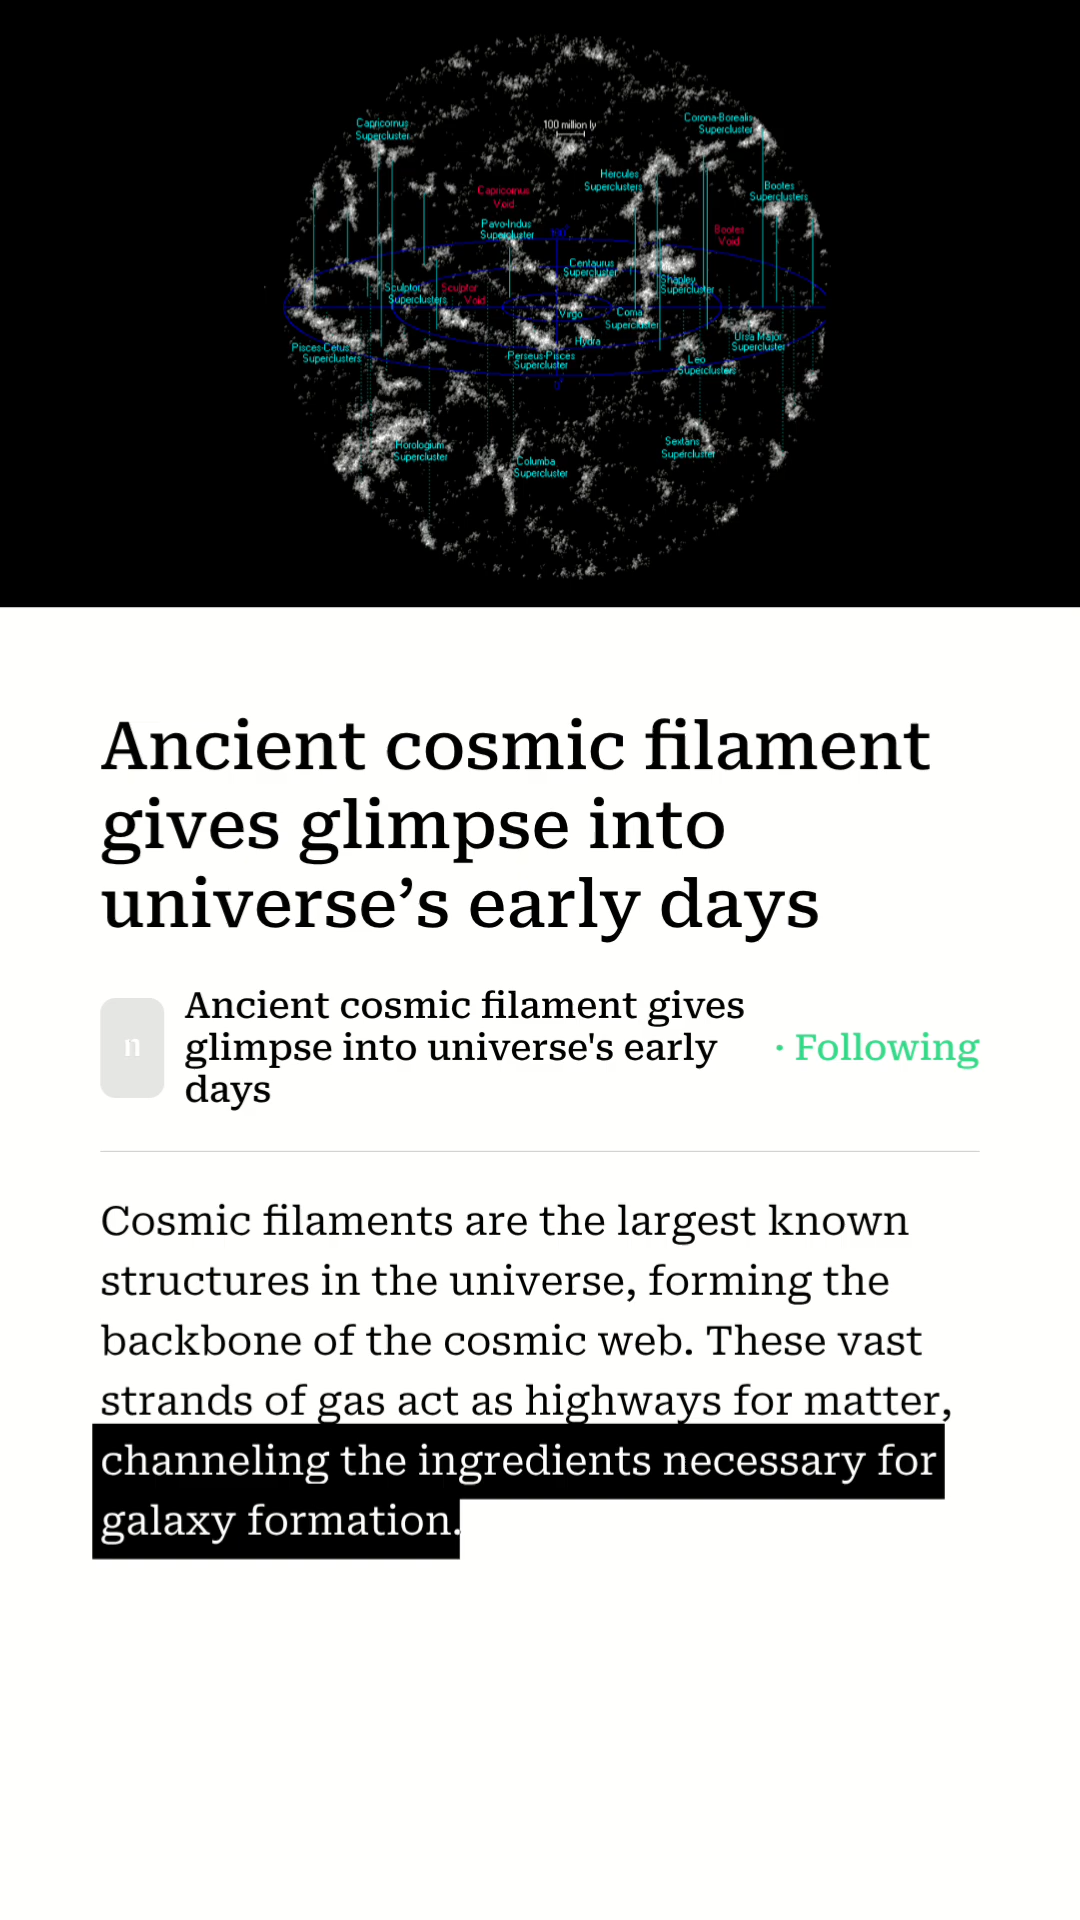 Capricornus
Supercluster
100 million ly
Corona-Borealis
Supercluster
Hercules
Superclusters
Bootes
Superclusters
Capricornus
Void
Pavo-Indus
Supercluster
Bootes
Void
Centaurus
Supercluster
Shapley
Supercluster
Sculptor
Superclusters
Sculptor
Void
Virgo
Coma
Supercluster
Hydra
Ursa Major
Supercluster
Pisces-Cetus
Superclusters
Perseus-Pisces
Supercluster
Leo
Superclusters
Horologium
Supercluster
Columba
Supercluster
Sextans
Supercluster
Ancient cosmic filament
gives glimpse into
universe’s early days
n
Ancient cosmic filament gives
glimpse into universe's early
days
· Following
Cosmic filaments are the largest known
structures in the universe, forming the
backbone of the cosmic web. These vast
strands of gas act as highways for matter,
channeling the ingredients necessary for
galaxy formation.